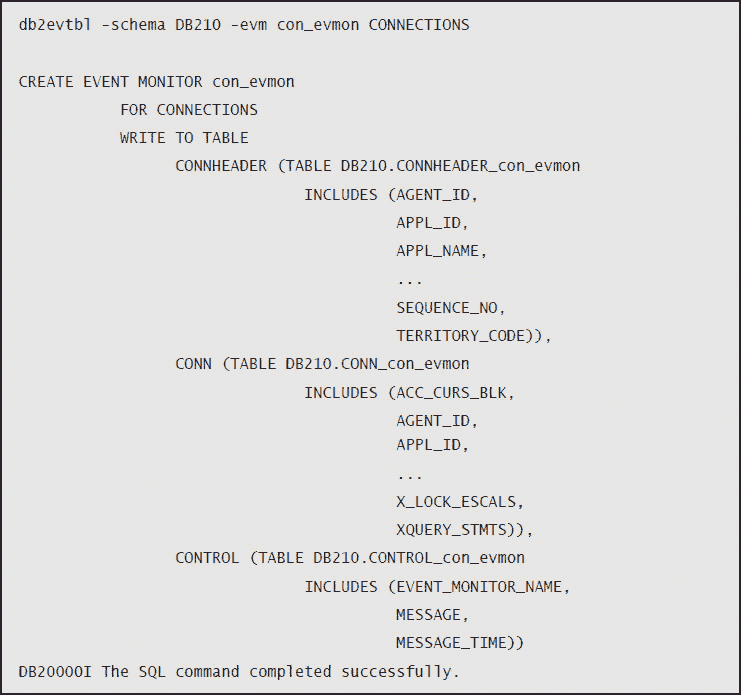 db2evtbl -schema DB210 -evm con_evmon CONNECTIONS
CREATE EVENT MONITOR con_evmon
FOR CONNECTIONS
WRITE TO TABLE
CONNHEADER (TABLE DB210.CONNHEADER_con_evmon
INCLUDES (AGENT_ID,
APPL_ID,
APPL_NAME,
...
SEQUENCE_NO,
TERRITORY_CODE)),
CONN (TABLE DB210.CONN_con_evmon
INCLUDES (ACC_CURS_BLK,
AGENT_ID,
APPL_ID,
...
X_LOCK_ESCALS,
XQUERY_STMTS)),
CONTROL (TABLE DB210.CONTROL_con_evmon
INCLUDES (EVENT_MONITOR_NAME,
MESSAGE,
MESSAGE_TIME))
DB20000I The SQL command completed successfully.